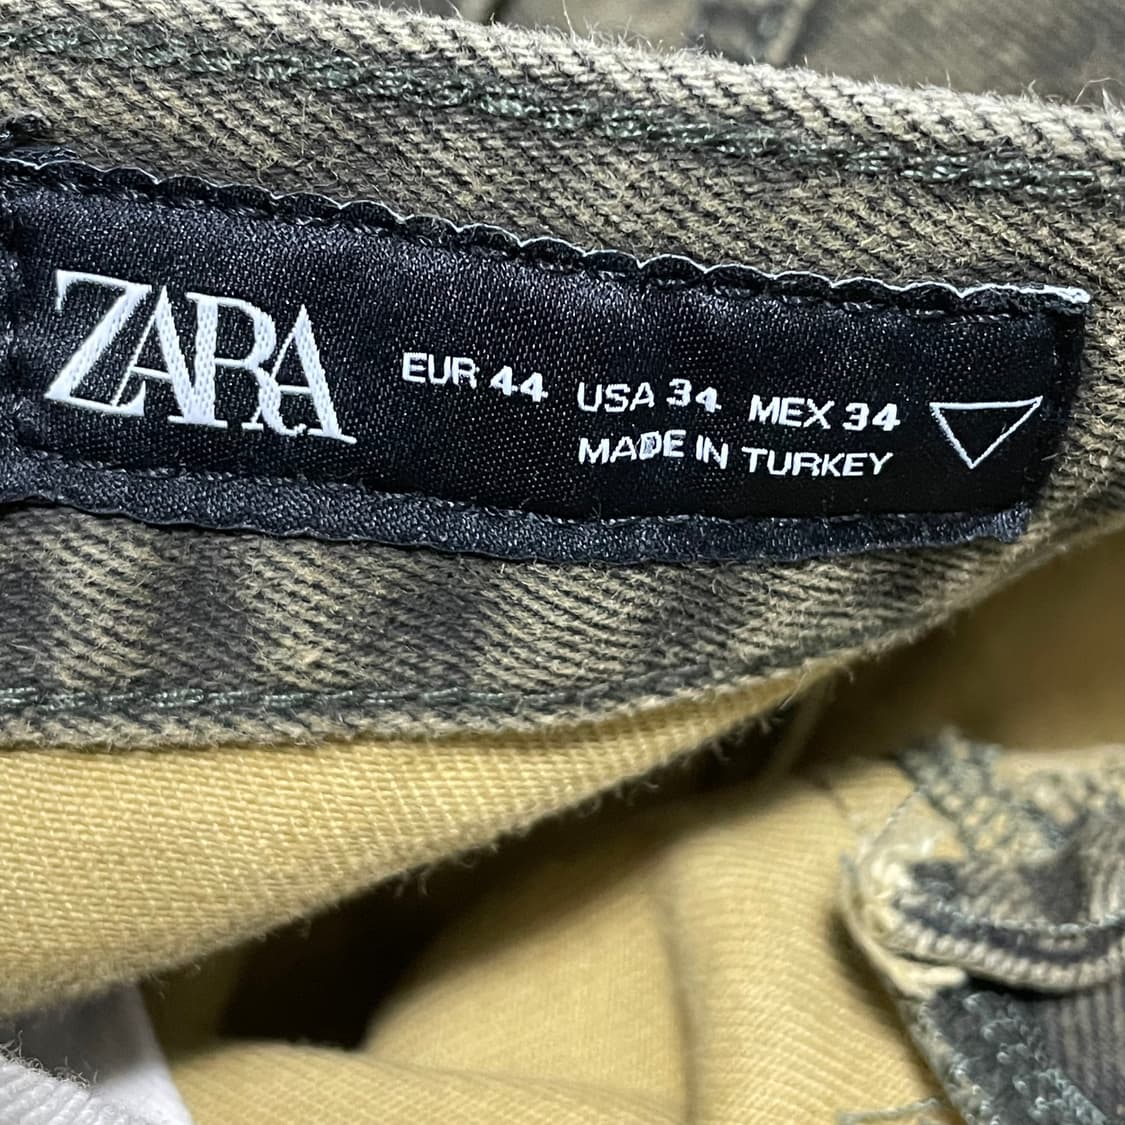 ZARA
EUR 44 USA 34 MEX 34
MADE IN TURKEY